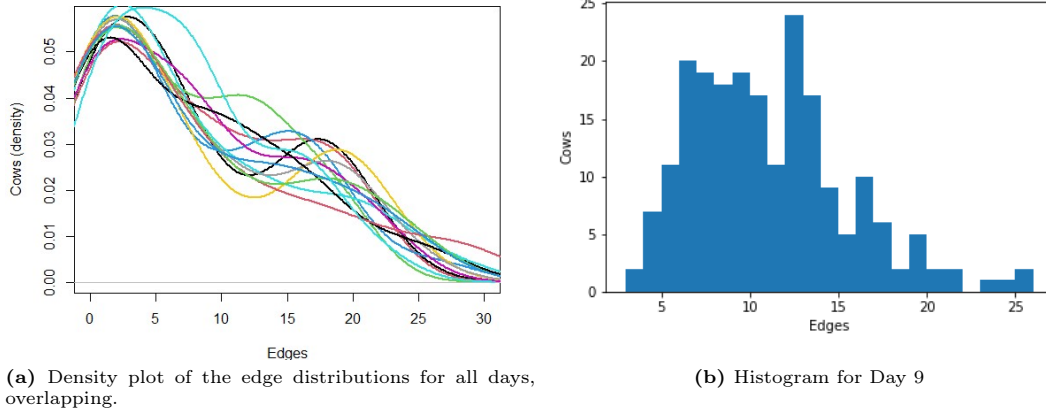 0.00 0.01 0.02 0.03 0.04 0.05
Cows (density)
0 5 10 15 20 25 30
Edges
(a) Density plot of the edge distributions for all days,
overlapping.
25
20
15
10
5
0
Cows
5 10 15 20 25
Edges
(b) Histogram for Day 9